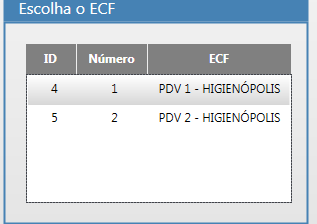 Escolha o ECF
ID Número ECF
4 1 PDV 1 - HIGIENÓPOLIS
5 2 PDV 2 - HIGIENÓPOLIS